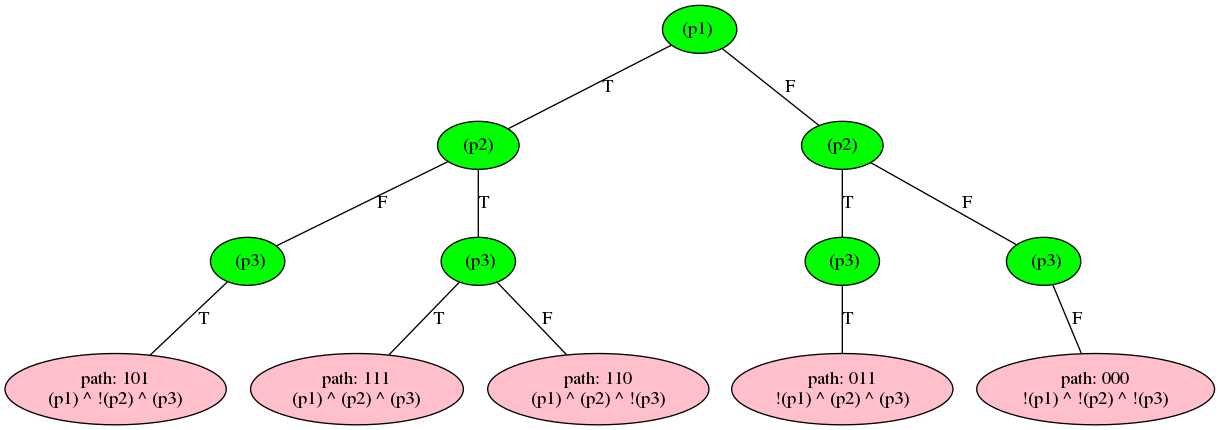 (p1)
T
F
(p2)
(p2)
F
T
T
F
(p3)
(p3)
(p3)
(p3)
T
T
F
T
F
path: 101
(p1) ^ !(p2) ^ (p3)
path: 111
(p1) ^ (p2) ^ (p3)
path: 110
(p1) ^ (p2) ^ !(p3)
path: 011
!(p1) ^ (p2) ^ (p3)
path: 000
!(p1) ^ !(p2) ^ !(p3)